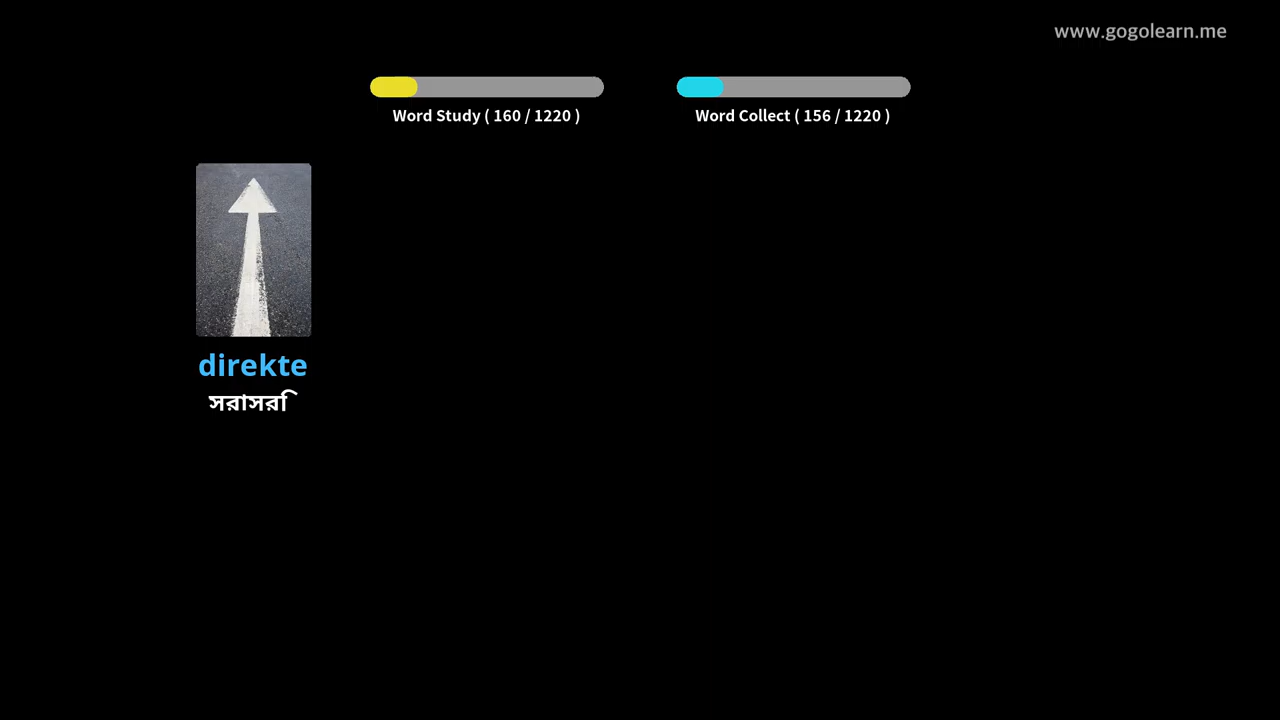 www.gogolearn.me
Word Study ( 160 / 1220 )
Word Collect ( 156 / 1220 )
direkte
সরাসরি